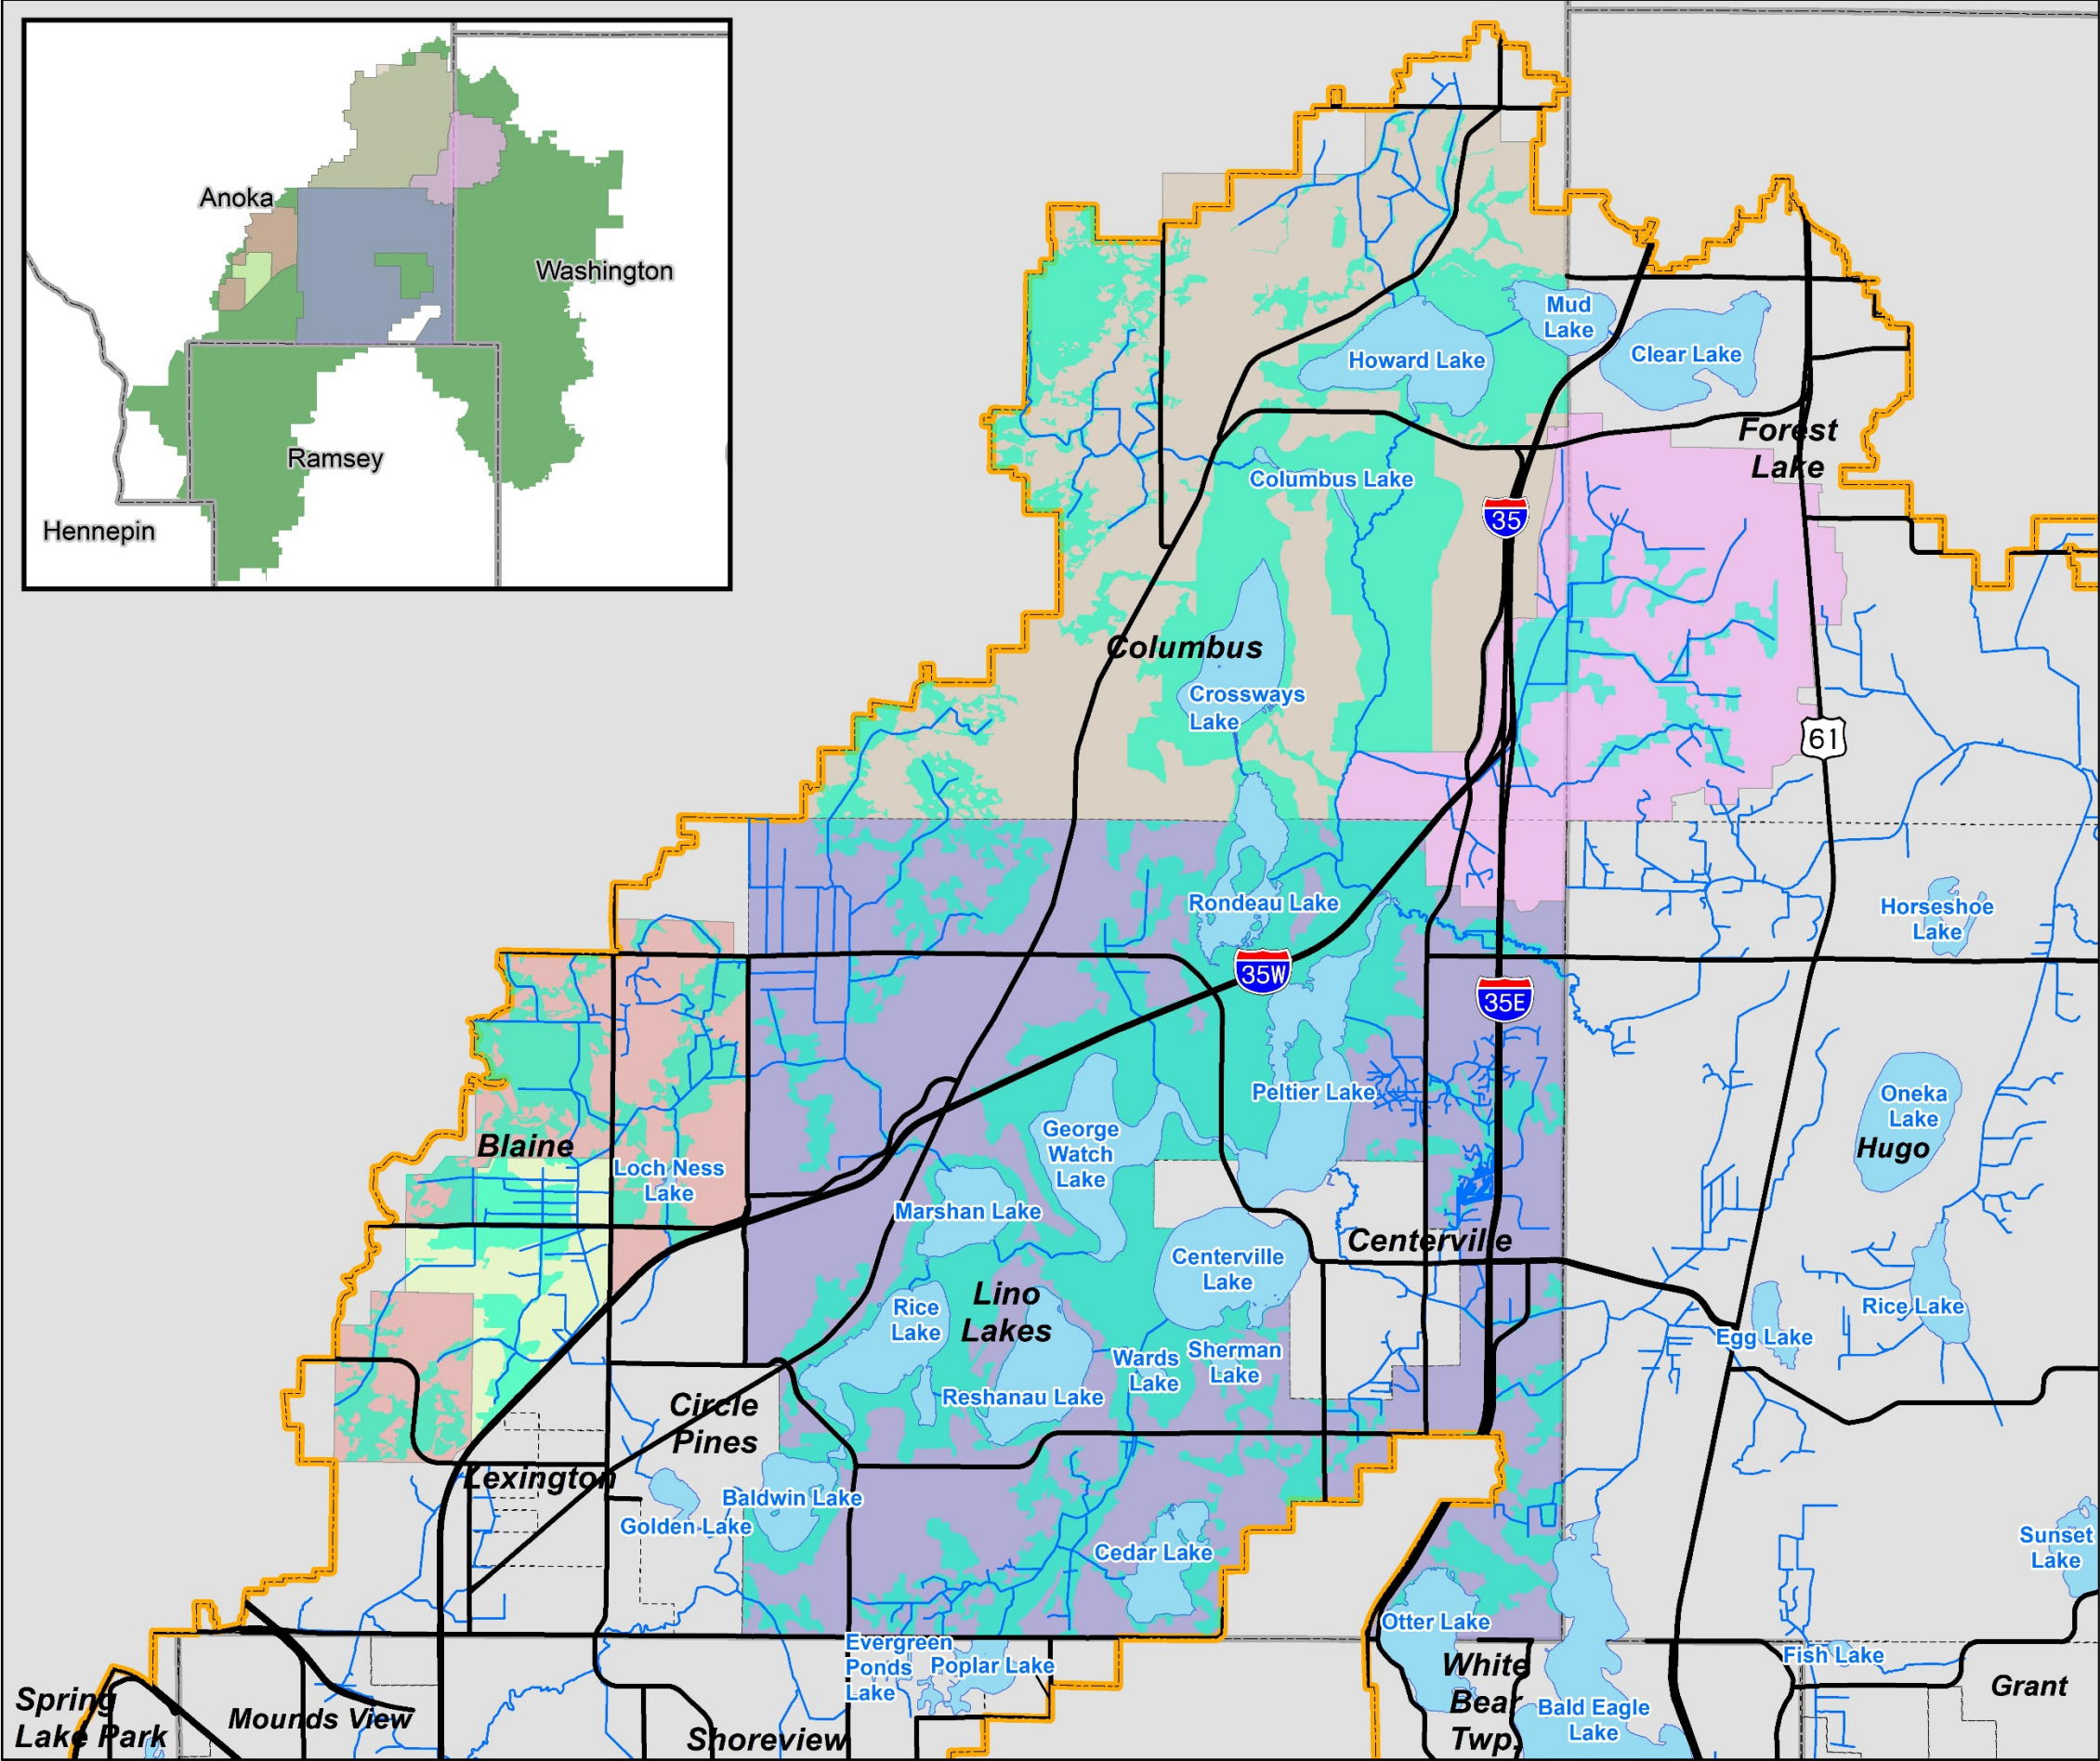 Anoka
Washington
Ramsey
Hennepin
Mud
Lake
Howard Lake
Clear Lake
Forest
Lake
Columbus Lake
35
Columbus
Crossways
Lake
61
Rondeau Lake
Horseshoe
Lake
35W
35E
Peltier Lake
Oneka
Lake
Hugo
George
Watch
Lake
Blaine
Loch Ness
Lake
Marshan Lake
Centerville
Centerville
Lake
Lino
Lakes
Rice
Lake
Rice Lake
Egg Lake
Wards
Lake
Sherman
Lake
Reshanau Lake
Circle
Pines
Lexington
Baldwin Lake
Golden Lake
Cedar Lake
Sunset
Lake
Otter Lake
Evergreen
Ponds
Lake
Poplar Lake
Fish Lake
White
Bear
Twp.
Bald Eagle
Lake
Grant
Spring
Lake Park
Mounds View
Shoreview